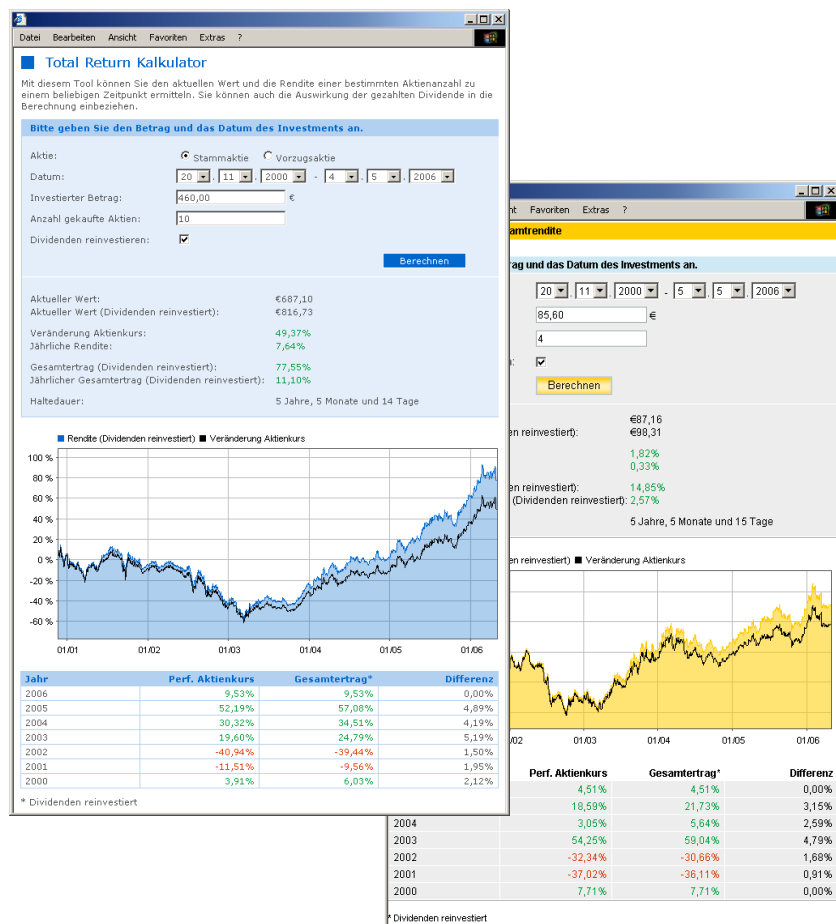 Datei Bearbeiten Ansicht Favoriten Extras ?
Total Return Kalkulator
Mit diesem Tool können Sie den aktuellen Wert und die Rendite einer bestimmten Aktienanzahl zu
einem beliebigen Zeitpunkt ermitteln. Sie können auch die Auswirkung der gezahlten Dividende in die
Berechnung einbeziehen.
Bitte geben Sie den Betrag und das Datum des Investments an.
Aktie: Stammaktie Vorzugsaktie
Datum: 20 . 11 . 2000 - 4 . 5 . 2006
Investierter Betrag: 460,00 €
Anzahl gekaufte Aktien: 10
Dividenden reinvestieren:
Berechnen
Aktueller Wert: €687,10
Aktueller Wert (Dividenden reinvestiert): €816,73
Veränderung Aktienkurs: 49,37%
Jährliche Rendite: 7,64%
Gesamtertrag (Dividenden reinvestiert): 77,55%
Jährlicher Gesamtertrag (Dividenden reinvestiert): 11,10%
Haltedauer: 5 Jahre, 5 Monate und 14 Tage
Rendite (Dividenden reinvestiert) Veränderung Aktienkurs
100 %
80 %
60 %
40 %
20 %
0 %
-20 %
-40 %
-60 %
01/01 01/02 01/03 01/04 01/05 01/06
Jahr Perf. Aktienkurs Gesamtertrag* Differenz
2006 9,53% 9,53% 0,00%
2005 52,19% 57,08% 4,89%
2004 30,32% 34,51% 4,19%
2003 19,60% 24,79% 5,19%
2002 -40,94% -39,44% 1,50%
2001 -11,51% -9,56% 1,95%
2000 3,91% 6,03% 2,12%
* Dividenden reinvestiert
ht Favoriten Extras ?
amtrendite
rag und das Datum des Investments an.
20 . 11 . 2000 - 5 . 5 . 2006
85,60 €
4
Berechnen
€87,16
en reinvestiert): €98,31
1,82%
0,33%
en reinvestiert): 14,85%
(Dividenden reinvestiert): 2,57%
5 Jahre, 5 Monate und 15 Tage
en reinvestiert) Veränderung Aktienkurs
/02 01/03 01/04 01/05 01/06
Perf. Aktienkurs Gesamtertrag* Differenz
4,51% 4,51% 0,00%
18,59% 21,73% 3,15%
2004 3,05% 5,64% 2,59%
2003 54,25% 59,04% 4,79%
2002 -32,34% -30,66% 1,68%
2001 -37,02% -36,11% 0,91%
2000 7,71% 7,71% 0,00%
* Dividenden reinvestiert